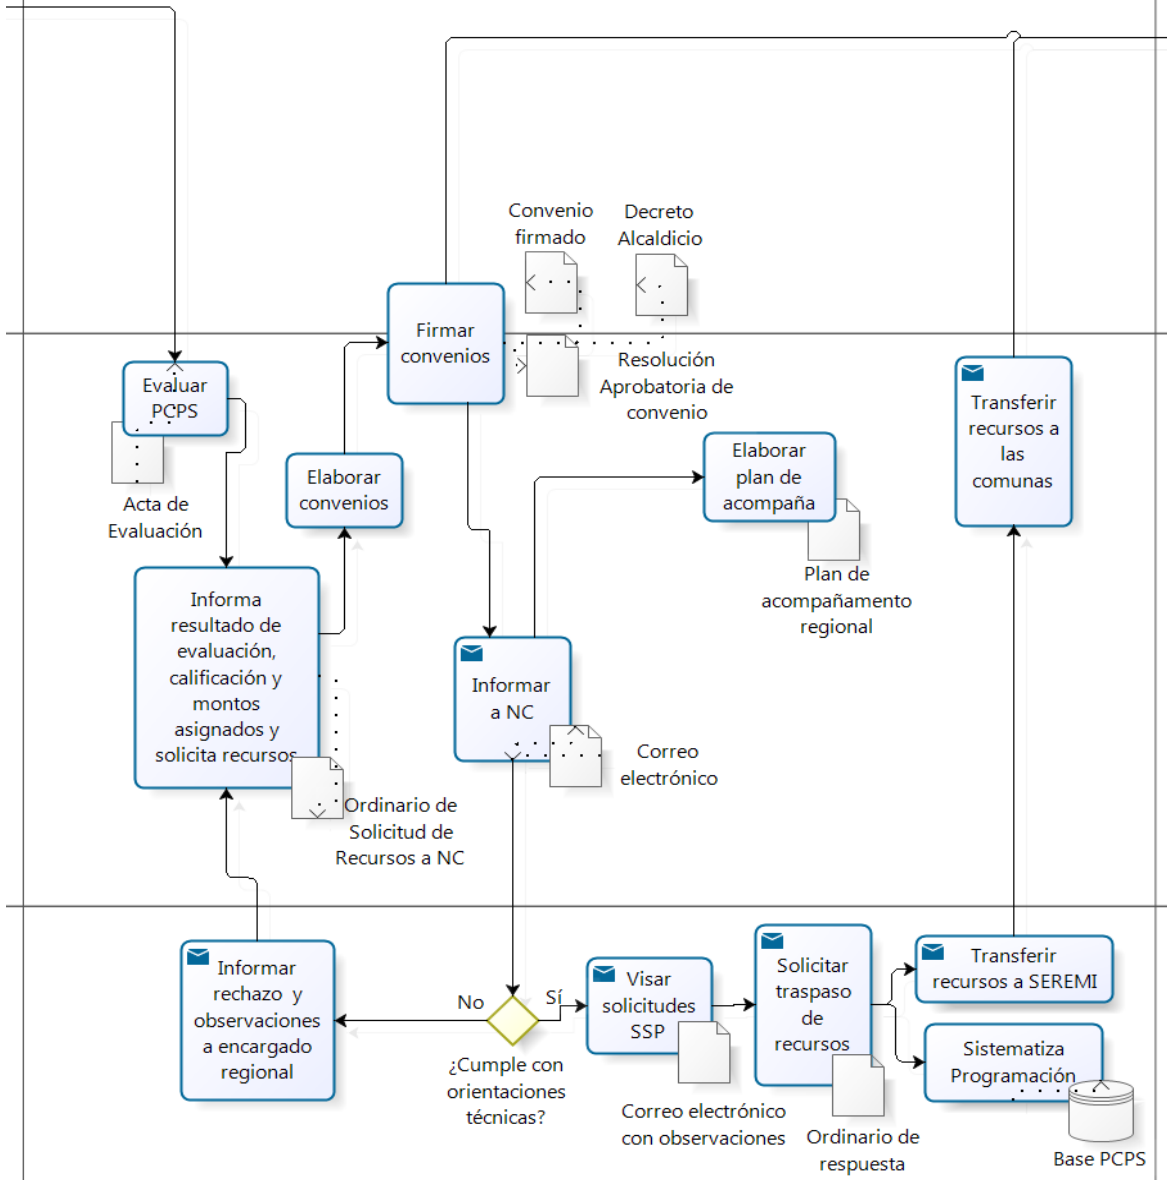 Convenio
firmado
Decreto
Alcaldicio
Firmar
convenios
Resolución
Aprobatoria de
convenio
Evaluar
PCPS
Acta de
Evaluación
Elaborar
convenios
Elaborar
plan de
acompaña
Plan de
acompañamento
regional
Transferir
recursos a
las
comunas
Informa
resultado de
evaluación,
calificación y
montos
asignados y
solicita recursos
Ordinario de
Solicitud de
Recursos a NC
Informar
a NC
Correo
electrónico
Informar
rechazo y
observaciones
a encargado
regional
No
Sí
¿Cumple con
orientaciones
técnicas?
Visar
solicitudes
SSP
Correo electrónico
con observaciones
Solicitar
traspaso
de
recursos
Ordinario de
respuesta
Transferir
recursos a SEREMI
Sistematiza
Programación
Base PCPS